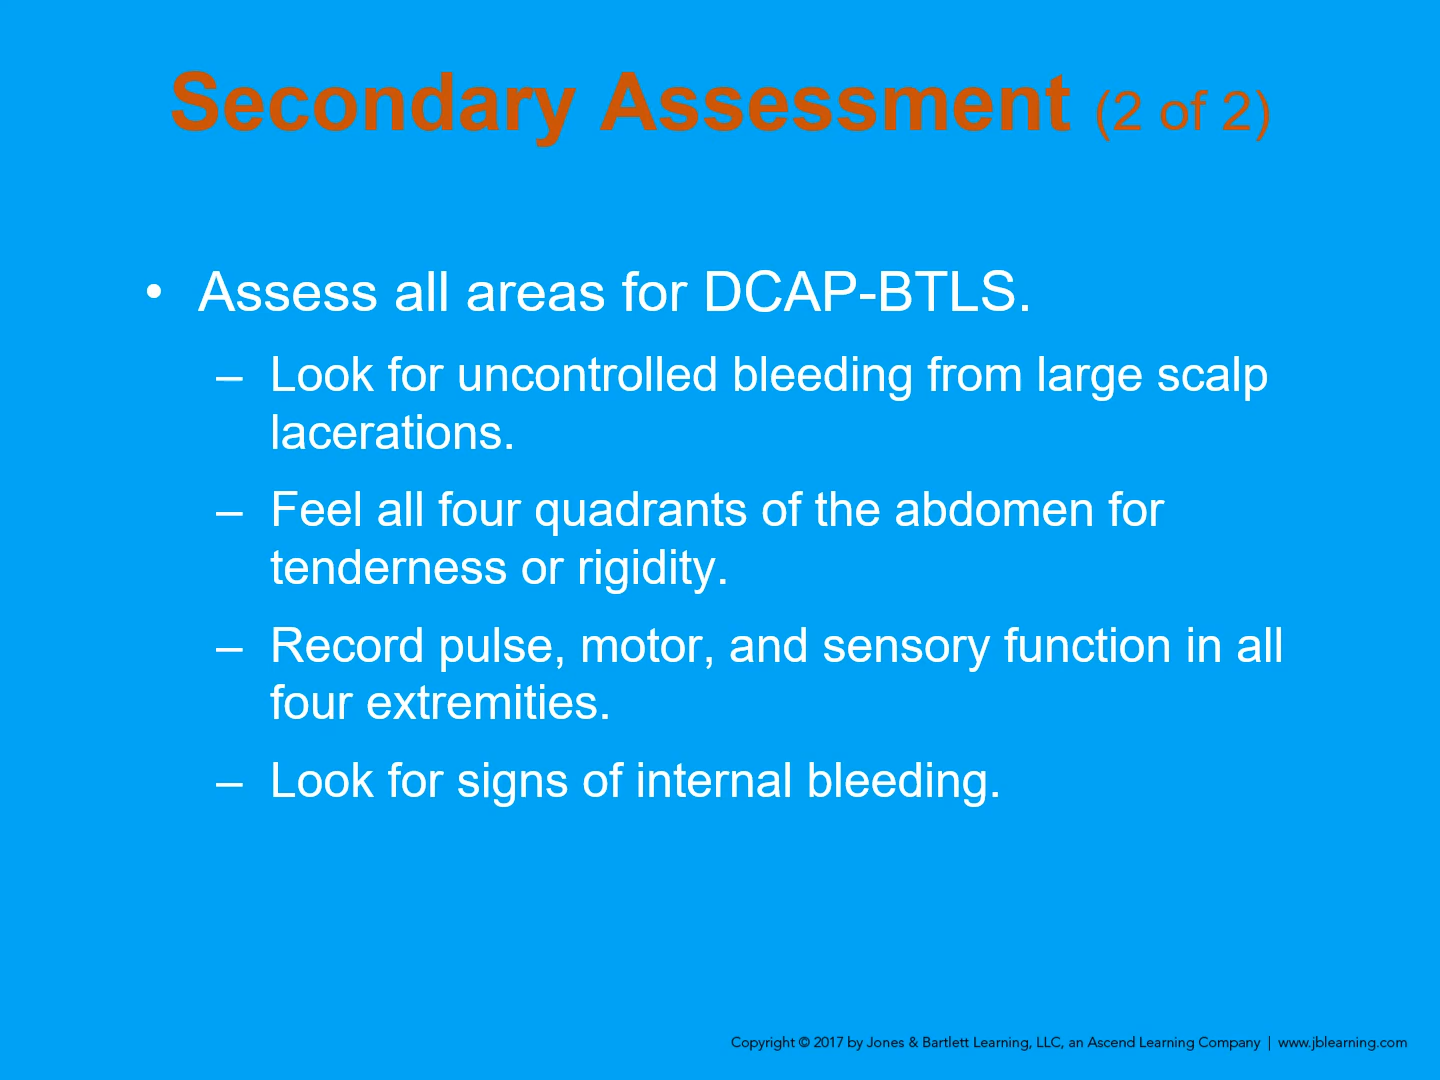 Secondary Assessment (2 of 2)
• Assess all areas for DCAP-BTLS.
– Look for uncontrolled bleeding from large scalp
lacerations.
– Feel all four quadrants of the abdomen for
tenderness or rigidity.
– Record pulse, motor, and sensory function in all
four extremities.
– Look for signs of internal bleeding.
Copyright © 2017 by Jones & Bartlett Learning, LLC, an Ascend Learning Company | www.jblearning.com